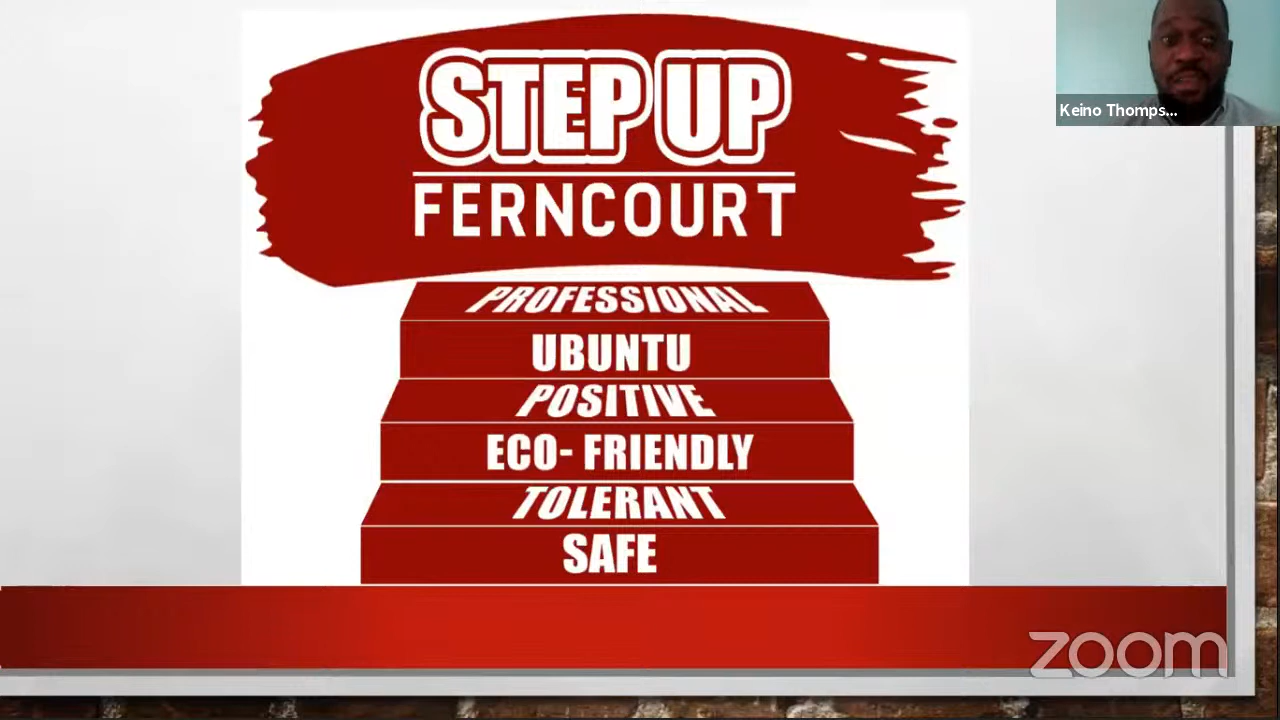 STEP UP
FERNCOURT
PROFESSIONAL
UBUNTU
POSITIVE
ECO- FRIENDLY
TOLERANT
SAFE
Keino Thomps...
zoom